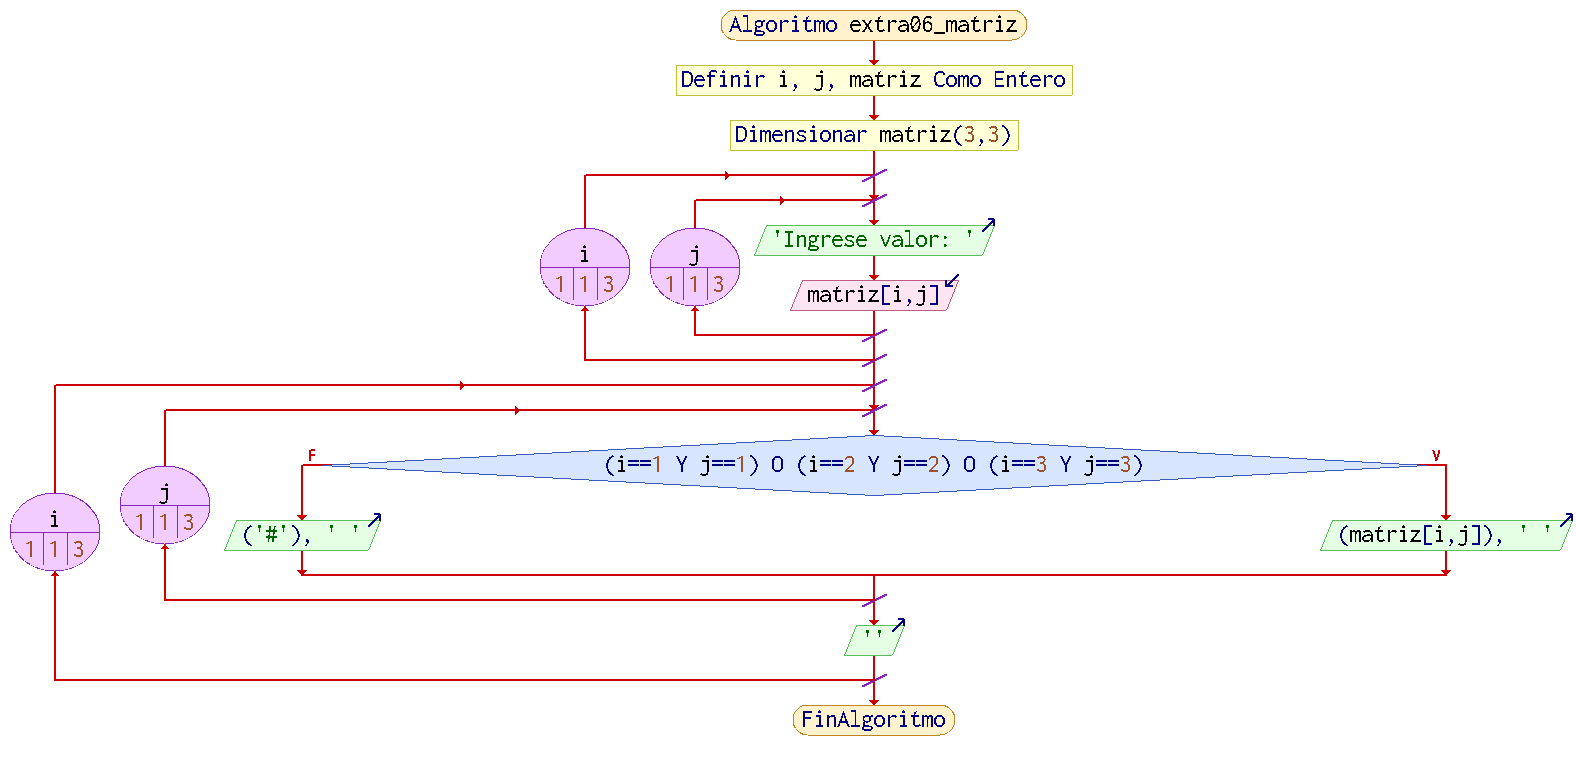 Algoritmo extra06_matriz
Definir i, j, matriz Como Entero
Dimensionar matriz(3,3)
i
1 1 3
j
1 1 3
'Ingrese valor: '
matriz[i,j]
(i==1 Y j==1) O (i==2 Y j==2) O (i==3 Y j==3)
F
V
i
1 1 3
j
1 1 3
('#'), ' '
(matriz[i,j]), ' '
''
FinAlgoritmo